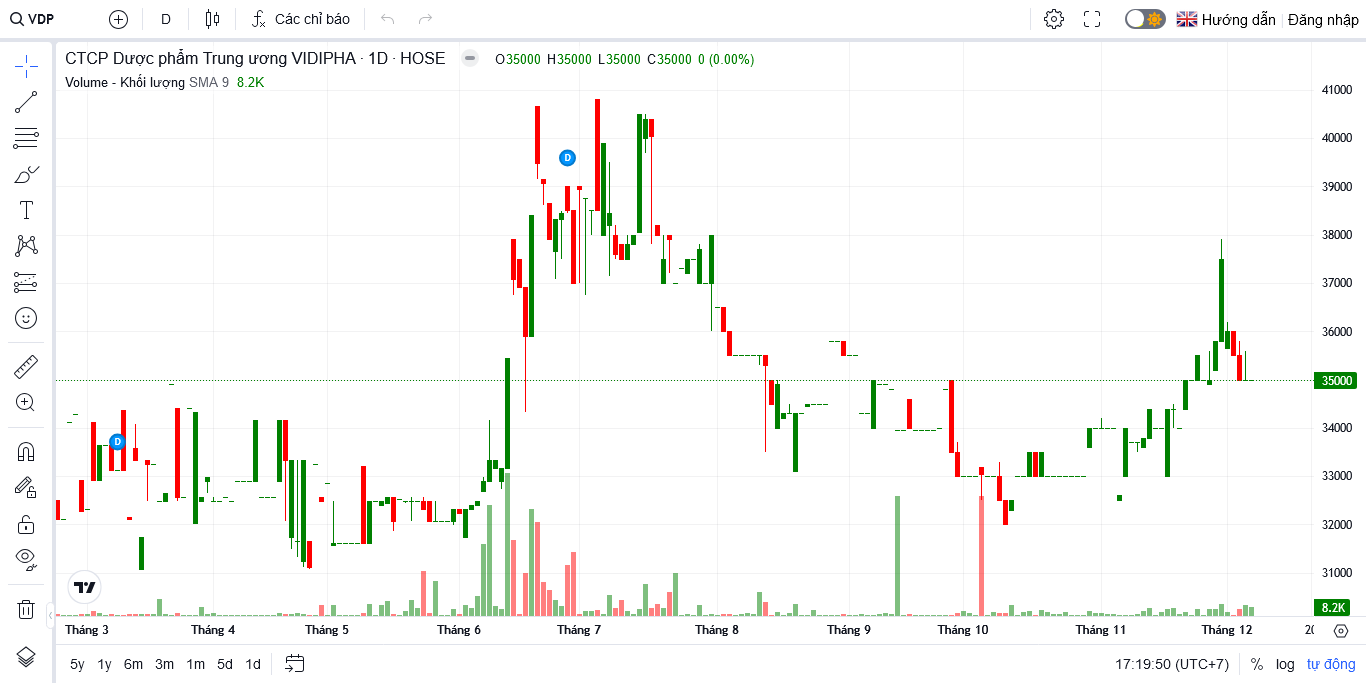 VDP D Các chỉ báo Hướng dẫn Đăng nhập
CTCP Dược phẩm Trung ương VIDIPHA · 1D · HOSE O35000 H35000 L35000 C35000 0 (0.00%)
Volume - Khối lượng SMA 9 8.2K
41000
40000
D
39000
38000
37000
36000
35000
34000
D
33000
32000
31000
8.2K
Tháng 3 Tháng 4 Tháng 5 Tháng 6 Tháng 7 Tháng 8 Tháng 9 Tháng 10 Tháng 11 Tháng 12
5y 1y 6m 3m 1m 5d 1d 17:19:50 (UTC+7) % log tự động